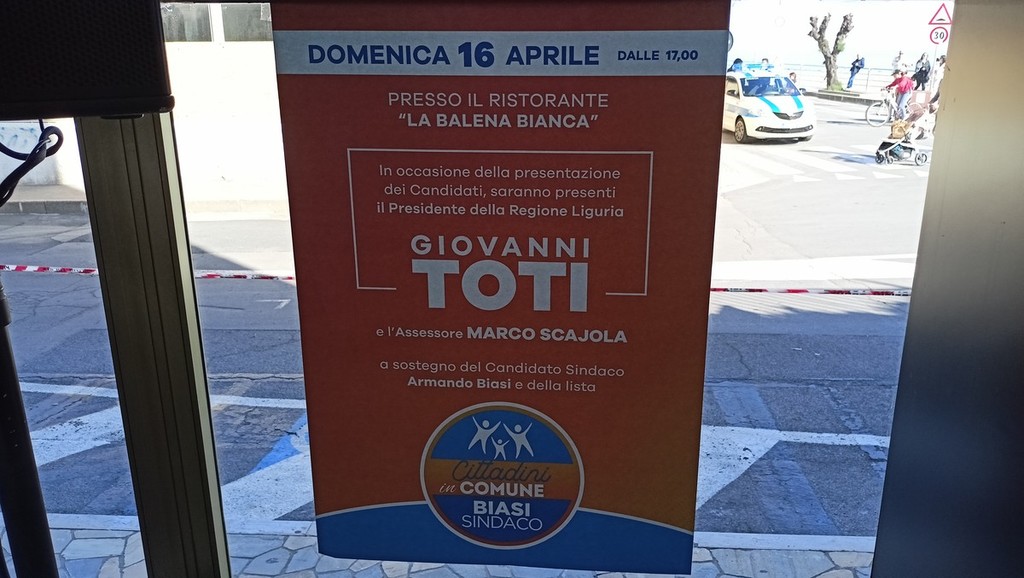 DOMENICA 16 APRILE DALLE 17,00
PRESSO IL RISTORANTE
“LA BALENA BIANCA”
In occasione della presentazione
dei Candidati, saranno presenti
il Presidente della Regione Liguria
GIOVANNI
TOTI
e l'Assessore MARCO SCAJOLA
a sostegno del Candidato Sindaco
Armando Biasi e della lista
Cittadini
in COMUNE
BIASI
SINDACO
30